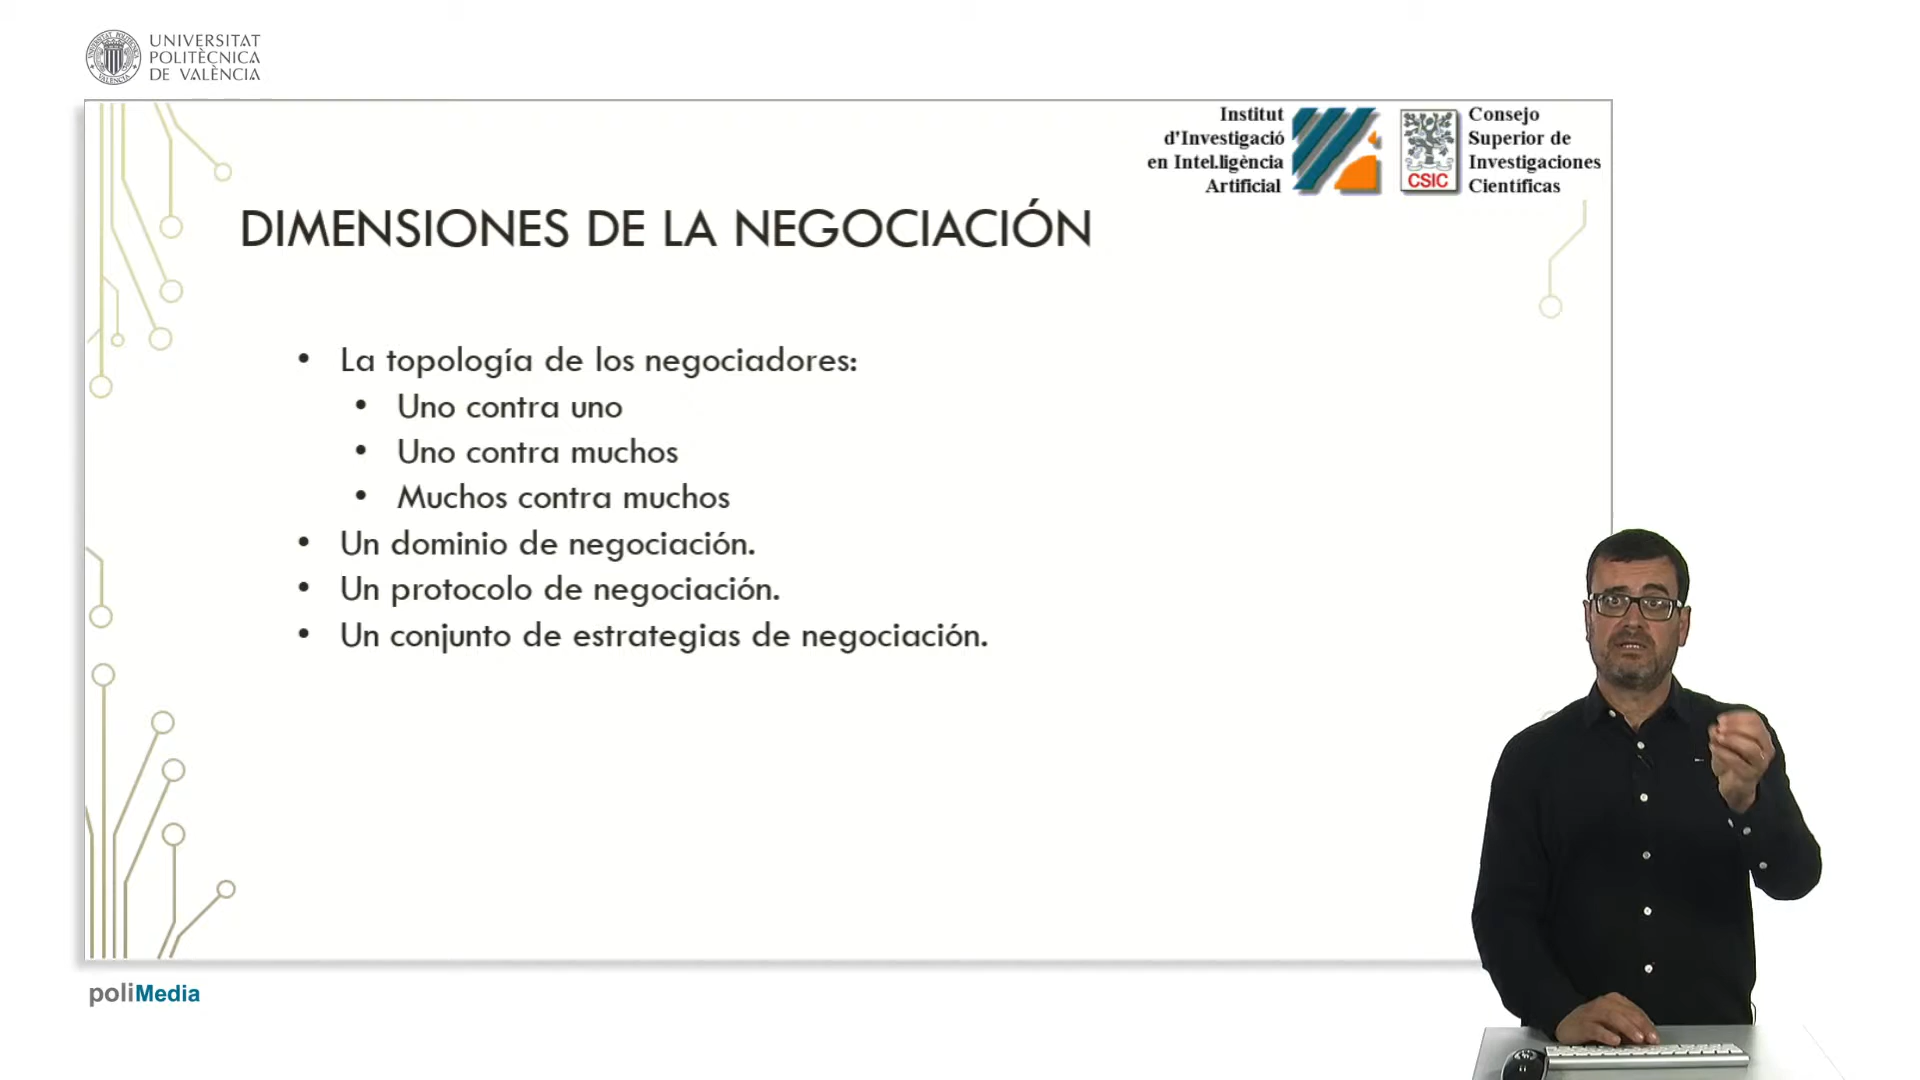 UNIVERSITAT
POLITÈCNICA
DE VALÈNCIA
Institut
d'Investigació
en Intel.ligència
Artificial
CSIC
Consejo
Superior de
Investigaciones
Científicas
DIMENSIONES DE LA NEGOCIACIÓN
• La topología de los negociadores:
• Uno contra uno
• Uno contra muchos
• Muchos contra muchos
• Un dominio de negociación.
• Un protocolo de negociación.
• Un conjunto de estrategias de negociación.
poliMedia